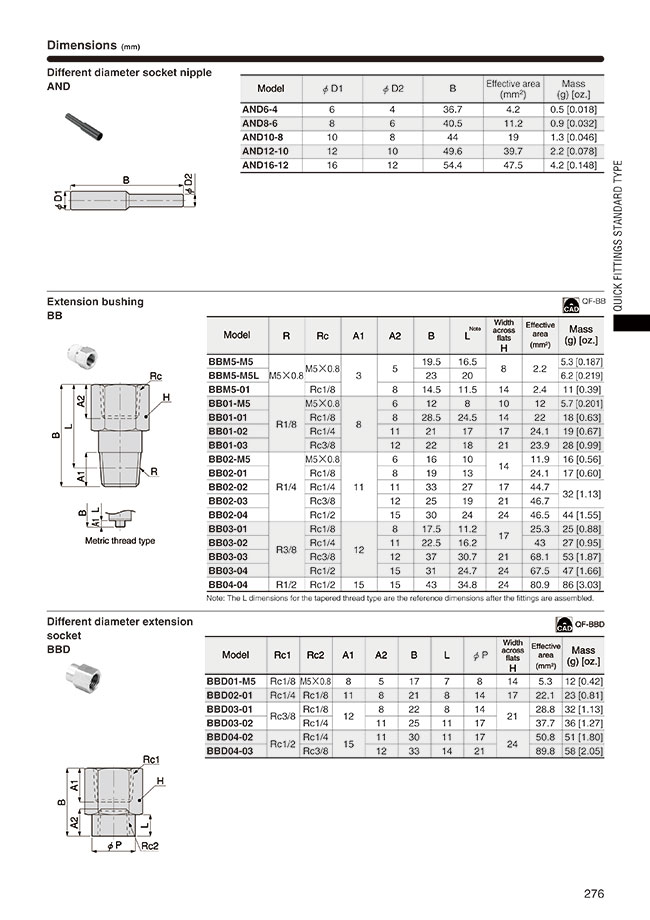 Dimensions (mm)
Different diameter socket nipple
AND
Model φD1 φD2 B Effective area (mm²) Mass (g) [oz.]
AND6-4 6 4 36.7 4.2 0.5 [0.018]
AND8-6 8 6 40.5 11.2 0.9 [0.032]
AND10-8 10 8 44 19 1.3 [0.046]
AND12-10 12 10 49.6 39.7 2.2 [0.078]
AND16-12 16 12 54.4 47.5 4.2 [0.148]
B
φD1
φD2
QUICK FITTINGS STANDARD TYPE
Extension bushing
BB
CAD QF-BB
Model R Rc A1 A2 B L Note Width across flats H Effective area (mm²) Mass (g) [oz.]
BBM5-M5 M5×0.8 M5×0.8 3 5 19.5 16.5 8 2.2 5.3 [0.187]
BBM5-M5L 23 20 6.2 [0.219]
BBM5-01 Rc1/8 8 14.5 11.5 14 2.4 11 [0.39]
BB01-M5 R1/8 M5×0.8 8 6 12 8 10 12 5.7 [0.201]
BB01-01 Rc1/8 8 28.5 24.5 14 22 18 [0.63]
BB01-02 Rc1/4 11 21 17 17 24.1 19 [0.67]
BB01-03 Rc3/8 12 22 18 21 23.9 28 [0.99]
BB02-M5 R1/4 M5×0.8 11 6 16 10 14 11.9 16 [0.56]
BB02-01 Rc1/8 8 19 13 24.1 17 [0.60]
BB02-02 Rc1/4 11 33 27 17 44.7 32 [1.13]
BB02-03 Rc3/8 12 25 19 21 46.7
BB02-04 Rc1/2 15 30 24 24 46.5 44 [1.55]
BB03-01 R3/8 Rc1/8 12 8 17.5 11.2 17 25.3 25 [0.88]
BB03-02 Rc1/4 11 22.5 16.2 43 27 [0.95]
BB03-03 Rc3/8 12 37 30.7 21 68.1 53 [1.87]
BB03-04 Rc1/2 15 31 24.7 24 67.5 47 [1.66]
BB04-04 R1/2 Rc1/2 15 15 43 34.8 24 80.9 86 [3.03]
Note: The L dimensions for the tapered thread type are the reference dimensions after the fittings are assembled.
Rc
H
A2
L
B
A1
R
B
A1
L
Metric thread type
Different diameter extension
socket
BBD
CAD QF-BBD
Model Rc1 Rc2 A1 A2 B L φP Width across flats H Effective area (mm²) Mass (g) [oz.]
BBD01-M5 Rc1/8 M5×0.8 8 5 17 7 8 14 5.3 12 [0.42]
BBD02-01 Rc1/4 Rc1/8 11 8 21 8 14 17 22.1 23 [0.81]
BBD03-01 Rc3/8 Rc1/8 12 8 22 8 14 21 28.8 32 [1.13]
BBD03-02 Rc1/4 11 25 11 17 37.7 36 [1.27]
BBD04-02 Rc1/2 Rc1/4 15 11 30 11 17 24 50.8 51 [1.80]
BBD04-03 Rc3/8 12 33 14 21 89.8 58 [2.05]
Rc1
H
A1
B
A2
L
φP
Rc2
276